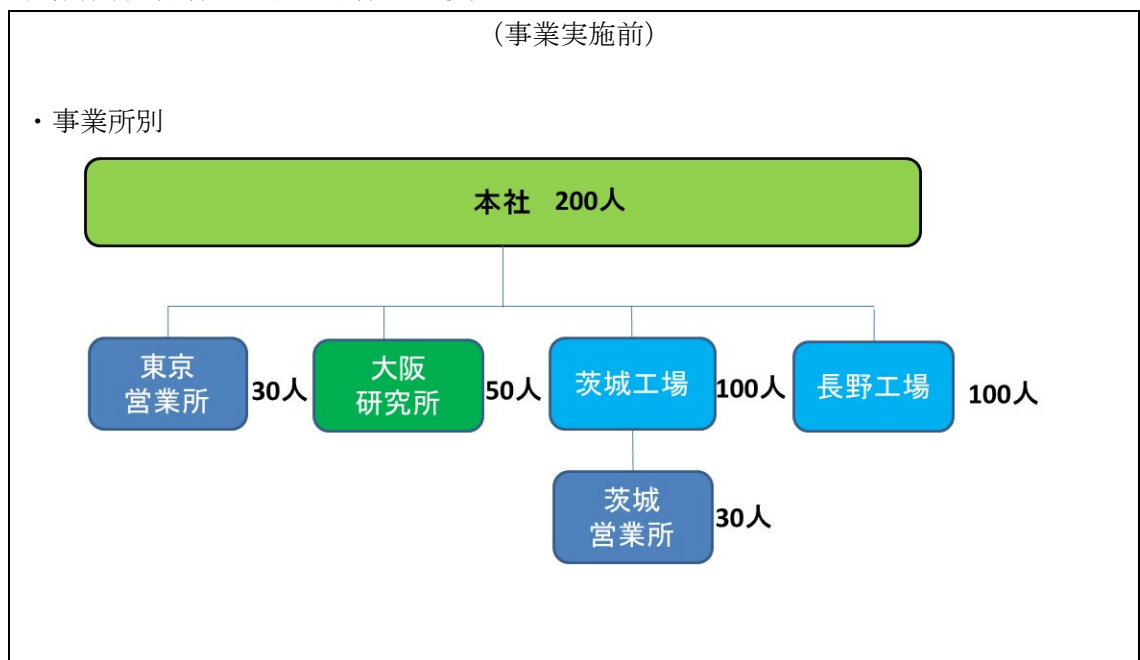 （事業実施前）
・事業所別
本社 200人
東京
営業所
30人
大阪
研究所
50人
茨城工場
100人
長野工場
100人
茨城
営業所
30人